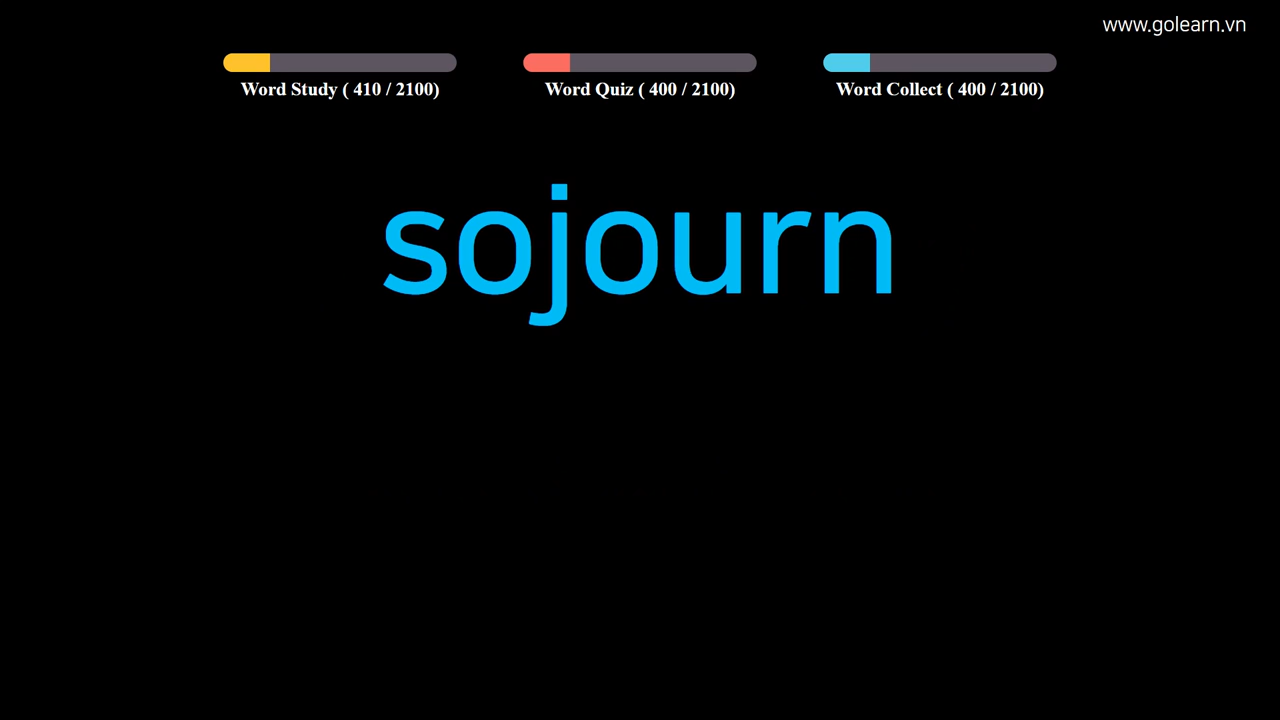 www.golearn.vn
Word Study ( 410 / 2100)
Word Quiz ( 400 / 2100)
Word Collect ( 400 / 2100)
sojourn